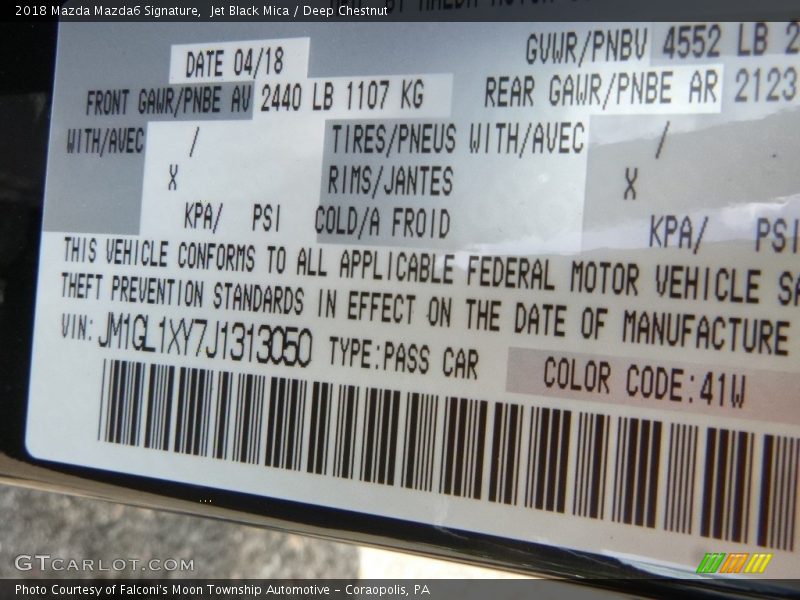 2018 Mazda Mazda6 Signature, Jet Black Mica / Deep Chestnut
DATE 04/18
GVWR/PNBV 4552 LB 2
FRONT GAWR/PNBE AV 2440 LB 1107 KG
REAR GAWR/PNBE AR 2123
WITH/AVEC /
TIRES/PNEUS WITH/AVEC /
X
RIMS/JANTES
X
KPA/ PSI
COLD/A FROID
KPA/ PSI
THIS VEHICLE CONFORMS TO ALL APPLICABLE FEDERAL MOTOR VEHICLE SA
THEFT PREVENTION STANDARDS IN EFFECT ON THE DATE OF MANUFACTURE
VIN: JM1GL1XY7J1313050 TYPE:PASS CAR COLOR CODE:41W
GTCARLOT.COM
Photo Courtesy of Falconi's Moon Township Automotive - Coraopolis, PA